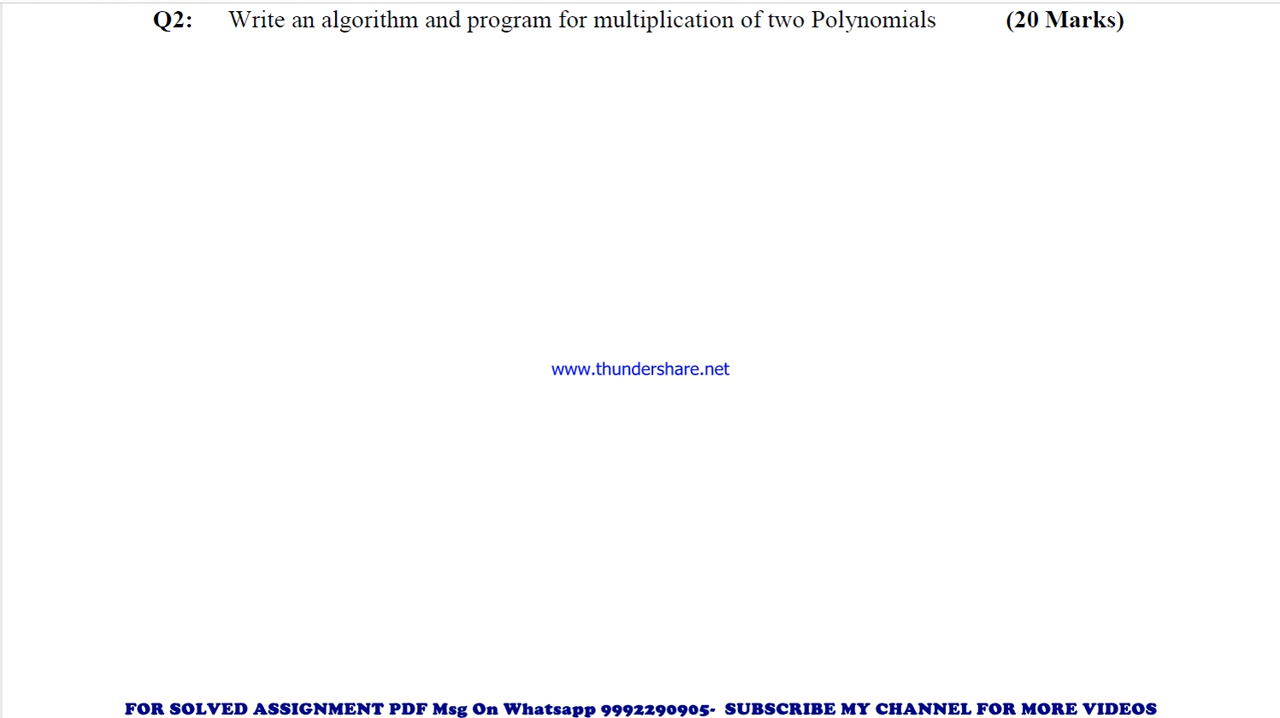 Q2: Write an algorithm and program for multiplication of two Polynomials (20 Marks)
www.thundershare.net
FOR SOLVED ASSIGNMENT PDF Msg On Whatsapp 9992290905- SUBSCRIBE MY CHANNEL FOR MORE VIDEOS